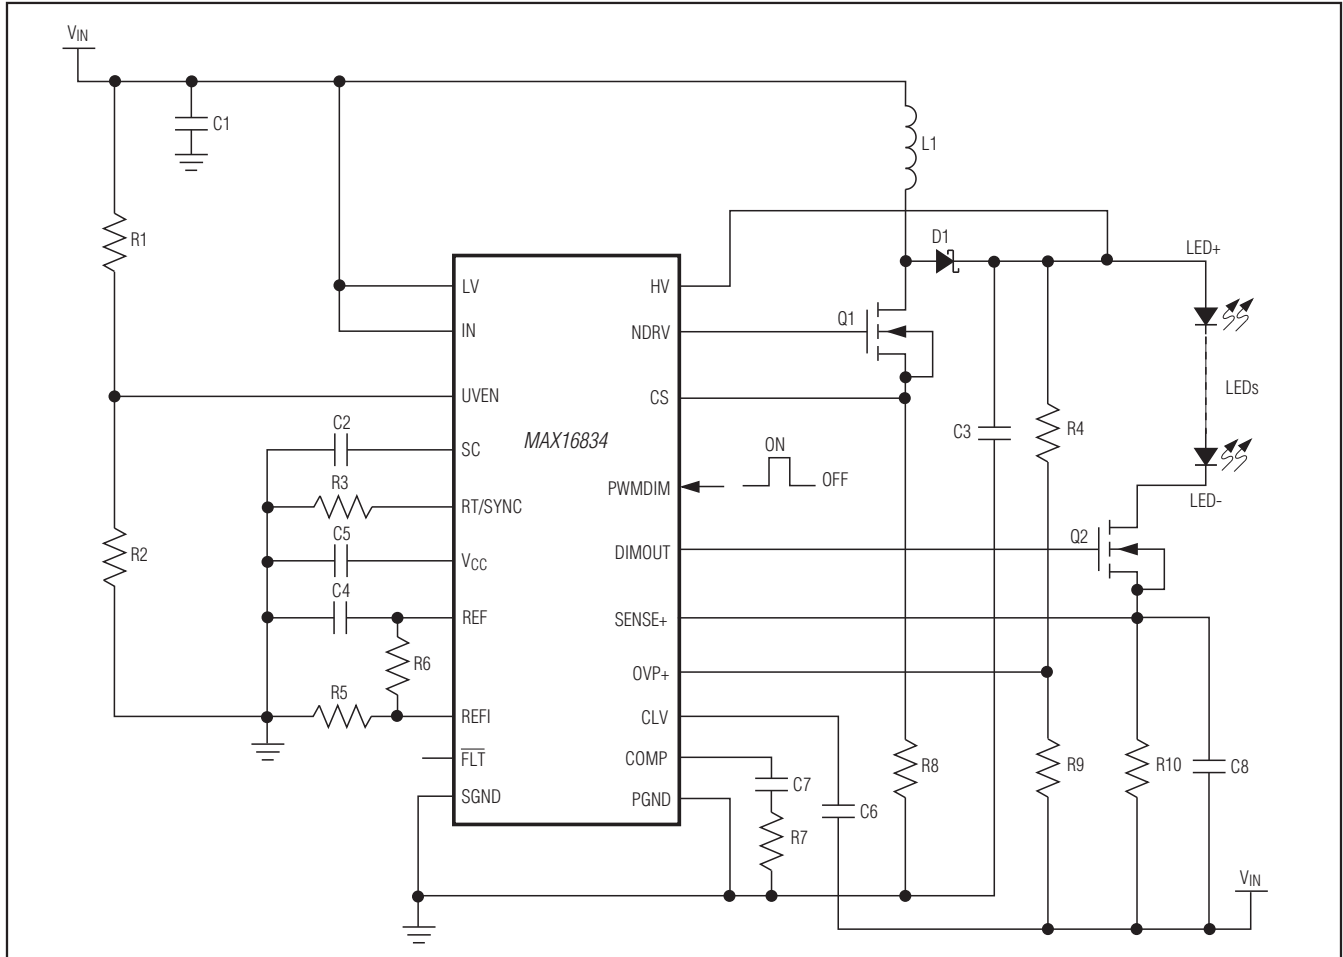 VIN
C1
L1
D1
LED+
R1
LV
HV
Q1
IN
NDRV
LEDs
UVEN
CS
C2
MAX16834
C3
R4
SC
ON
R3
PWMDIM
OFF
LED-
RT/SYNC
C5
Q2
R2
VCC
DIMOUT
C4
REF
SENSE+
R6
OVP+
R5
REFI
CLV
FLT
COMP
R8
R9
R10
C8
C7
SGND
PGND
C6
R7
VIN